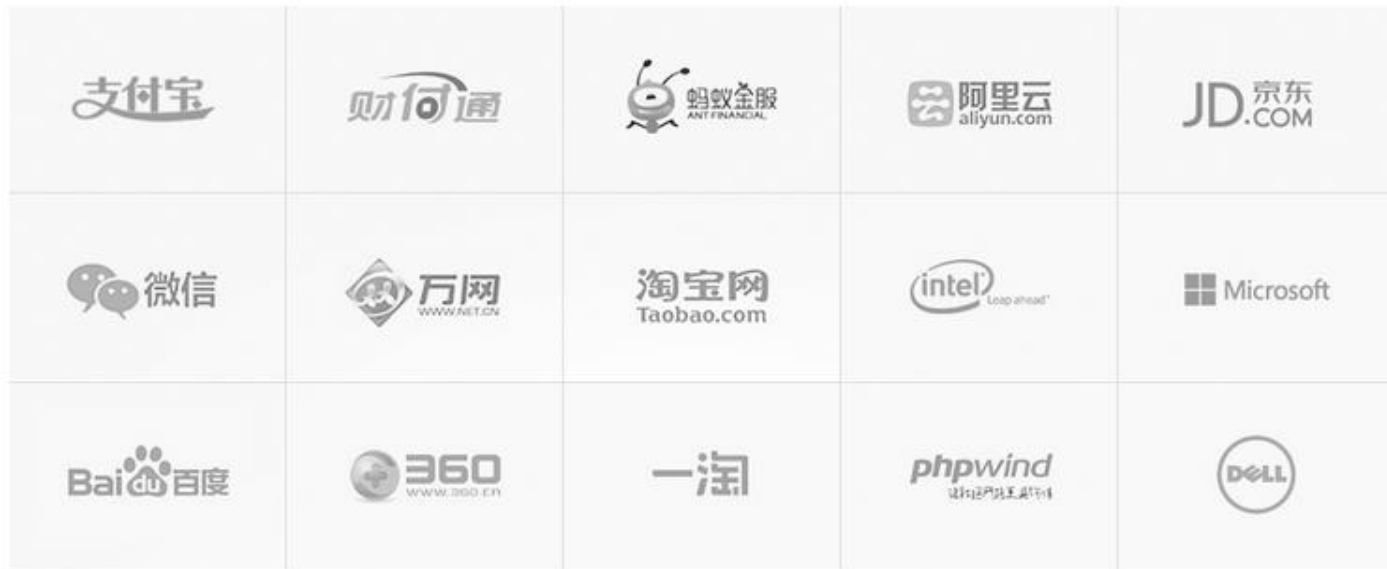 支付宝
财付通
蚂蚁金服
ANT FINANCIAL
阿里云
aliyun.com
JD.京东
COM
微信
万网
WWW.NET.CN
淘宝网
Taobao.com
intel
Leap ahead™
Microsoft
Bai du 百度
360
WWW.360.CN
一淘
phpwind
DELL